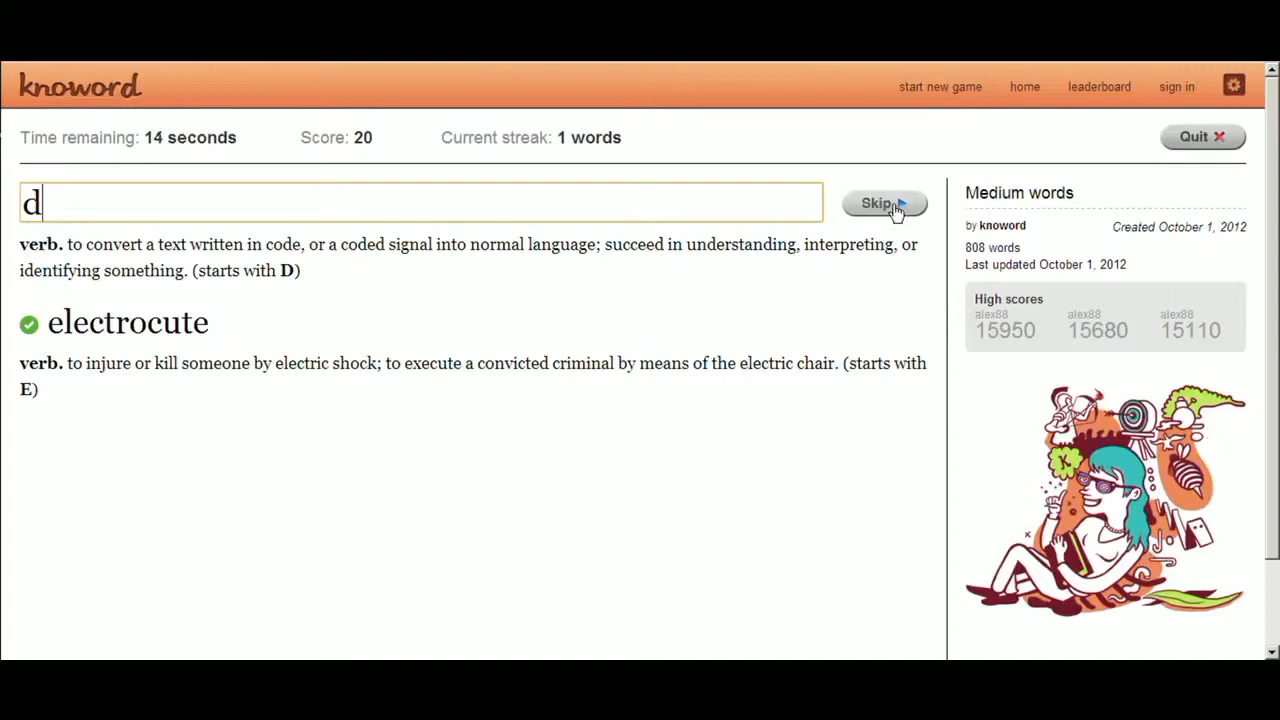 knoword
start new game home leaderboard sign in
Time remaining: 14 seconds Score: 20 Current streak: 1 words Quit
d
Skip
verb. to convert a text written in code, or a coded signal into normal language; succeed in understanding, interpreting, or
identifying something. (starts with D)
electrocute
verb. to injure or kill someone by electric shock; to execute a convicted criminal by means of the electric chair. (starts with
E)
Medium words
by knoword Created October 1, 2012
808 words
Last updated October 1, 2012
High scores
alex88 alex88 alex88
15950 15680 15110
K